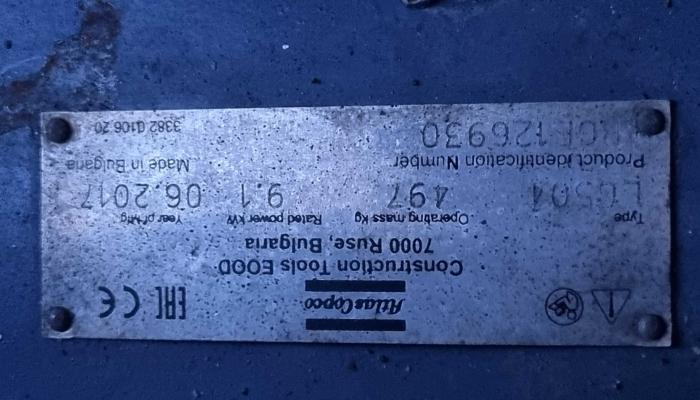 Atlas Copco
EAC CE
Construction Tools EOOD
7000 Ruse, Bulgaria
Type Operating mass kg Rated power kW Year of Mfg
LG504 497 9.1 06.2017
Product Identification Number Made in Bulgaria
3382 0106 20